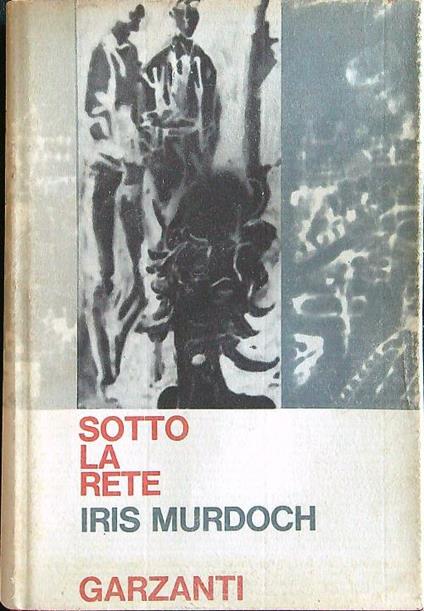 SOTTO
LA
RETE
IRIS MURDOCH
GARZANTI